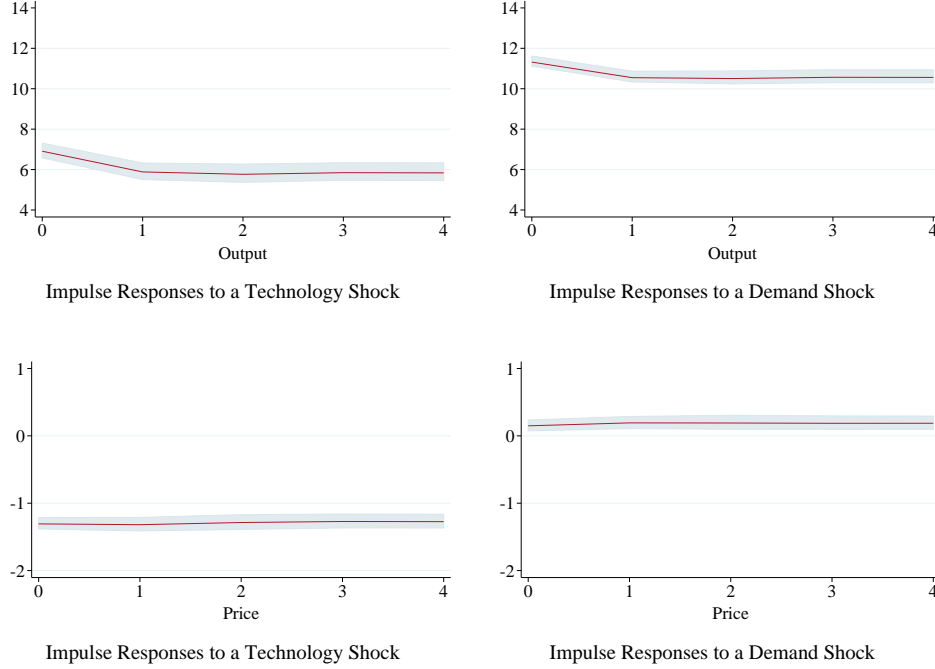 14
12
10
8
6
4
0 1 2 3 4
Output
Impulse Responses to a Technology Shock
14
12
10
8
6
4
0 1 2 3 4
Output
Impulse Responses to a Demand Shock
1
0
-1
-2
0 1 2 3 4
Price
Impulse Responses to a Technology Shock
1
0
-1
-2
0 1 2 3 4
Price
Impulse Responses to a Demand Shock